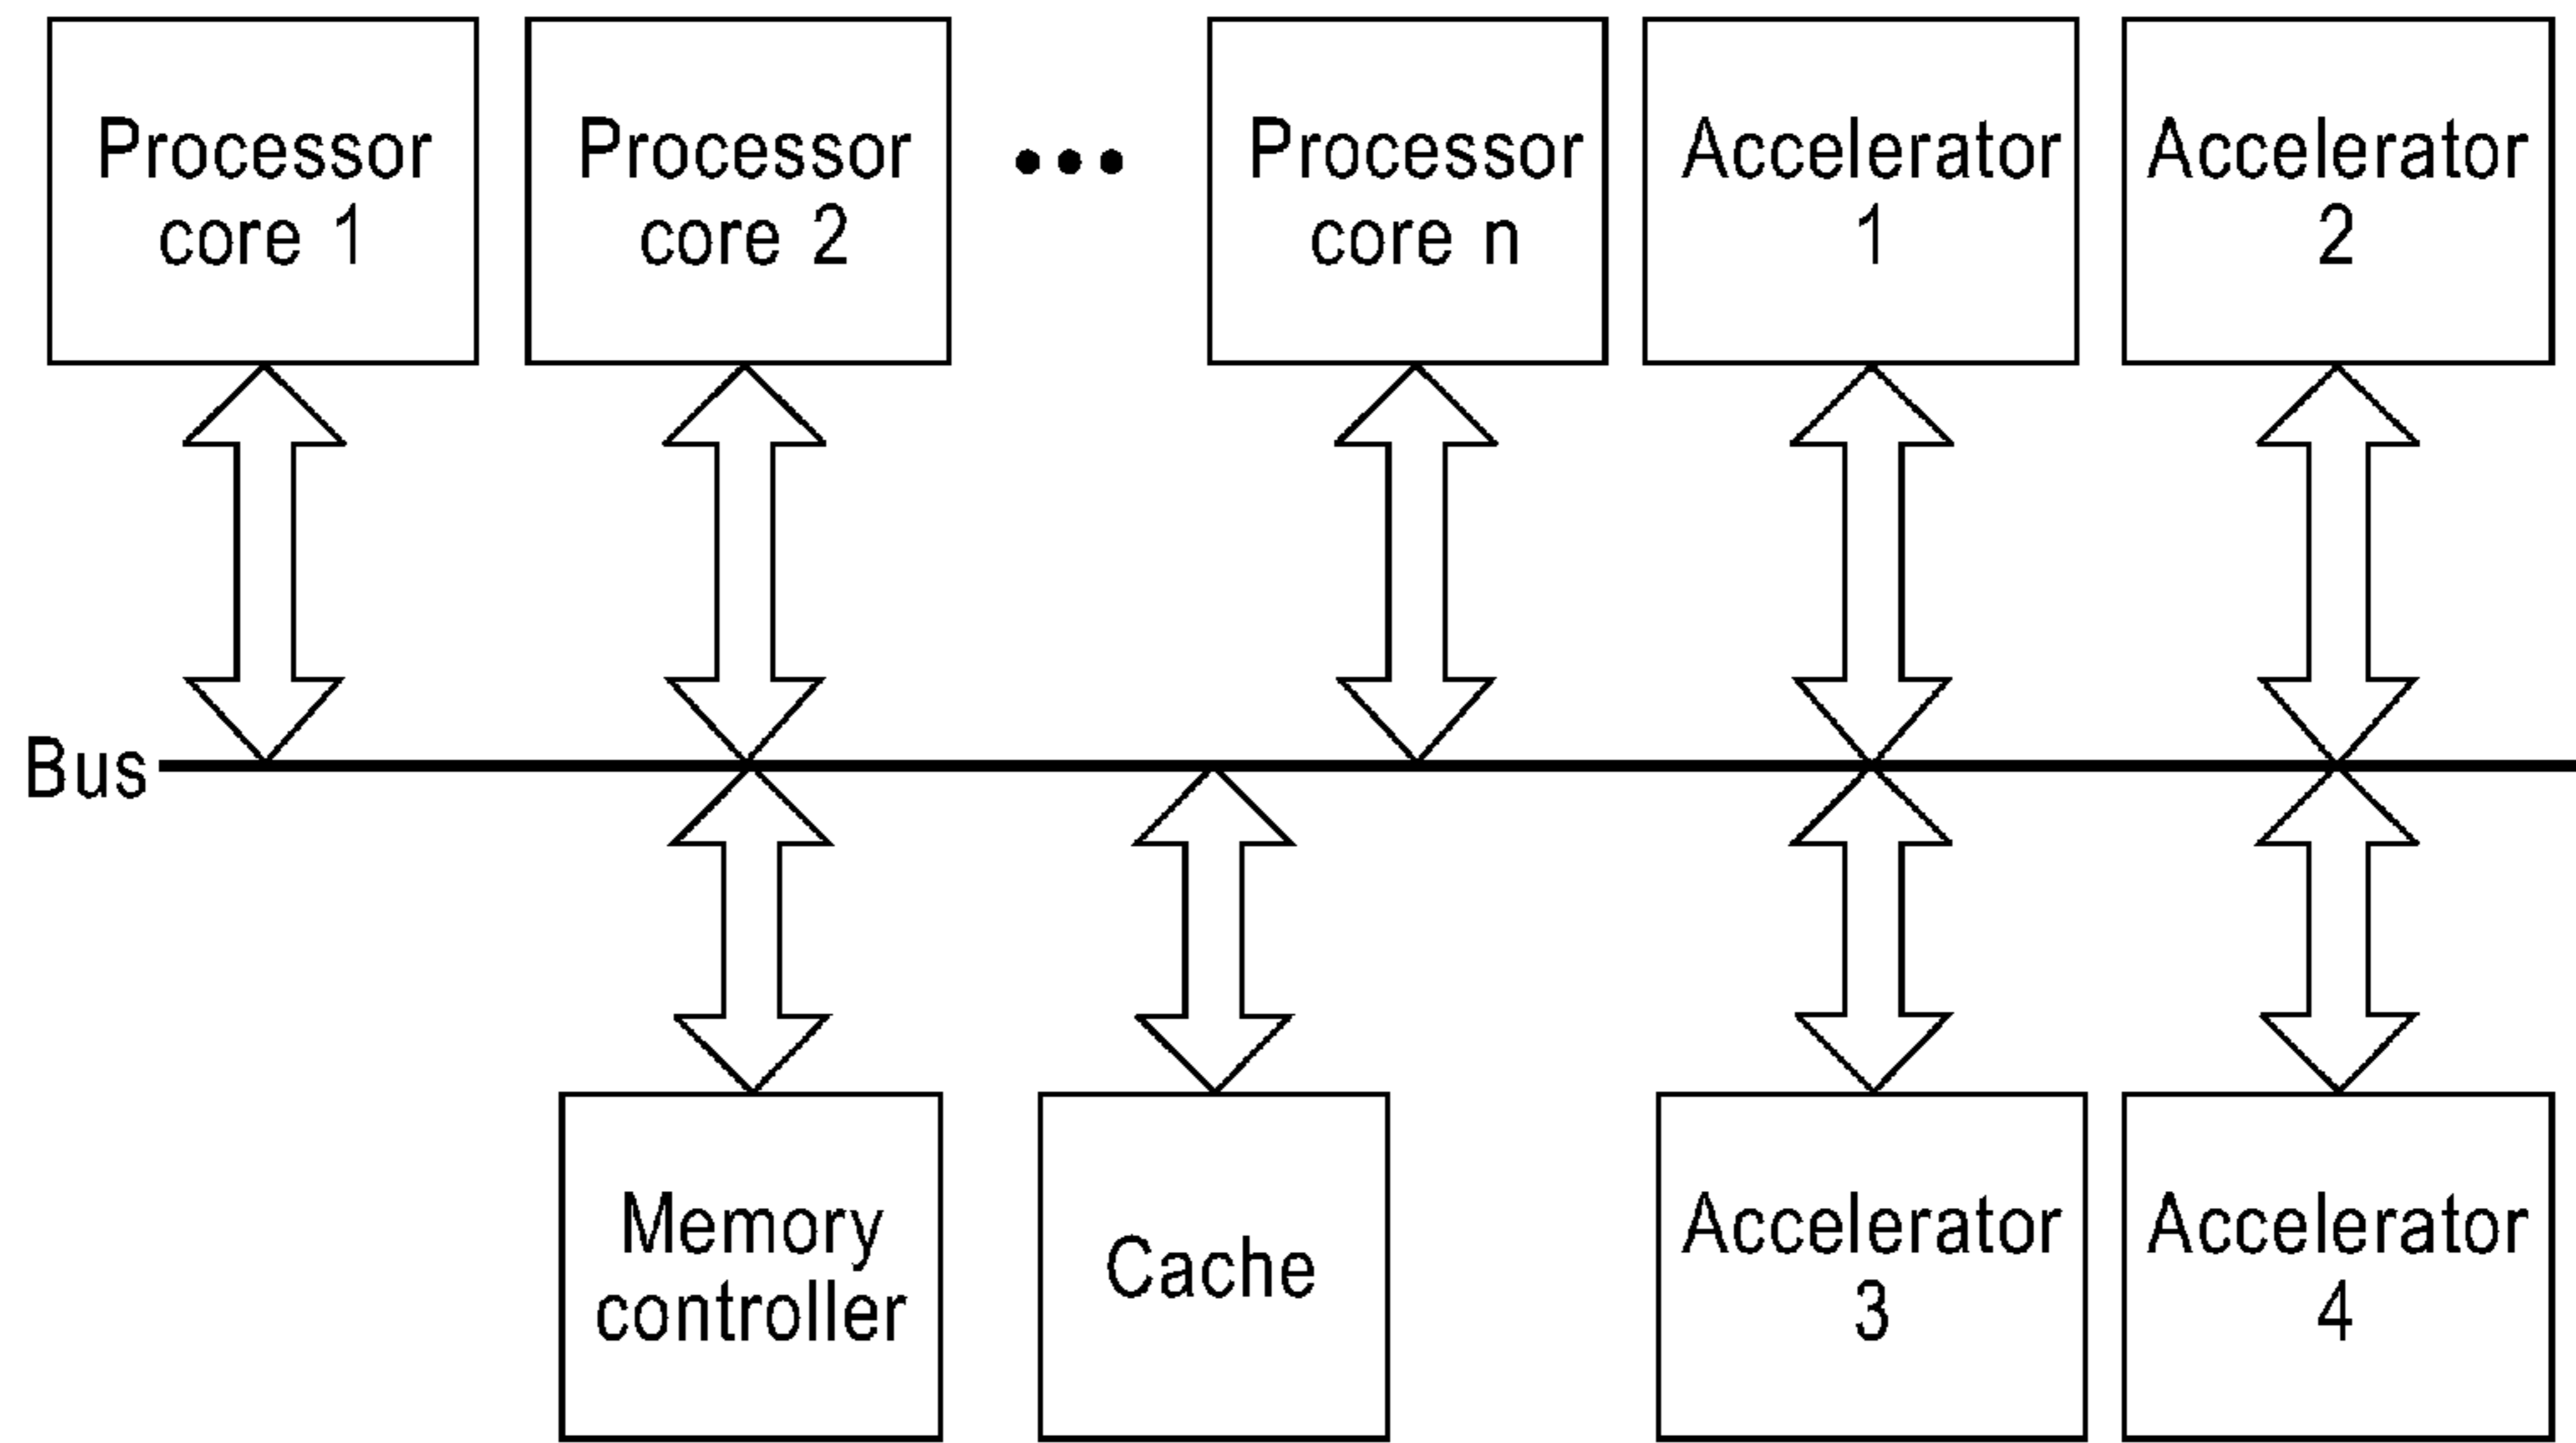 Processor
core 1
Processor
core 2
•••
Processor
core n
Accelerator
1
Accelerator
2
Bus
Memory
controller
Cache
Accelerator
3
Accelerator
4